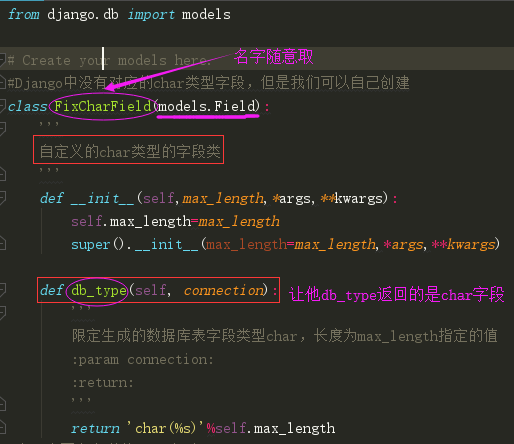 from django.db import models
# Create your models here.
名字随意取
#Django中没有对应的char类型字段，但是我们可以自己创建
class FixCharField(models.Field):
'''
自定义的char类型的字段类
'''
def __init__(self,max_length,*args,**kwargs):
self.max_length=max_length
super().__init__(max_length=max_length,*args,**kwargs)
def db_type(self, connection):
让他db_type返回的是char字段
'''
限定生成的数据库表字段类型char，长度为max_length指定的值
:param connection:
:return:
'''
return 'char(%s)'%self.max_length